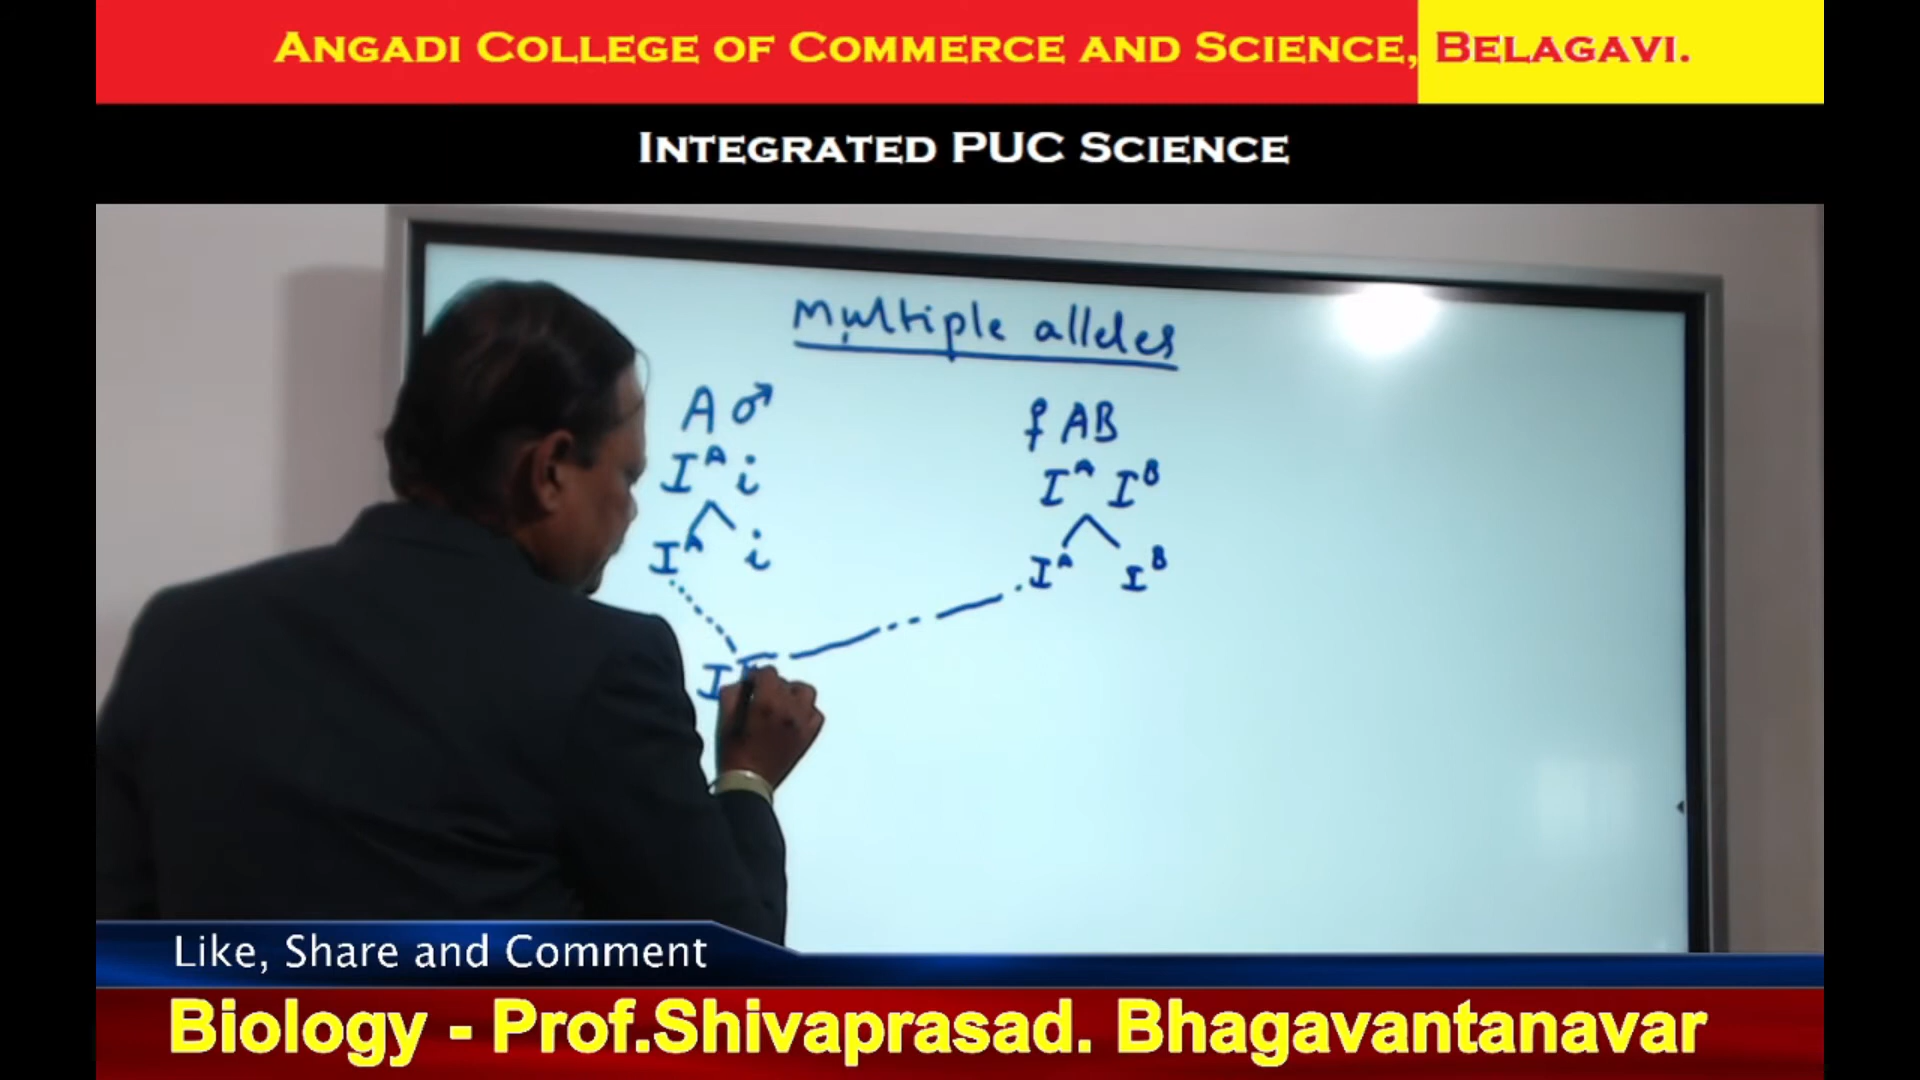 ANGADI COLLEGE OF COMMERCE AND SCIENCE, BELAGAVI.
INTEGRATED PUC SCIENCE
Multiple alleles
A ♂ ♀ AB
Iᴬ i Iᴬ Iᴮ
Iᴬ i Iᴬ Iᴮ
I
Like, Share and Comment
Biology - Prof.Shivaprasad. Bhagavantanavar